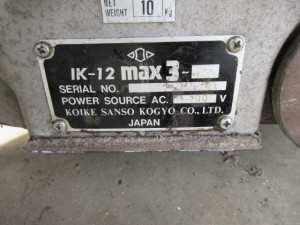 NET
WEIGHT 10 Kg
IK-12 max 3-
SERIAL NO.
POWER SOURCE AC. V
KOIKE SANSO KOGYO CO., LTD.
JAPAN